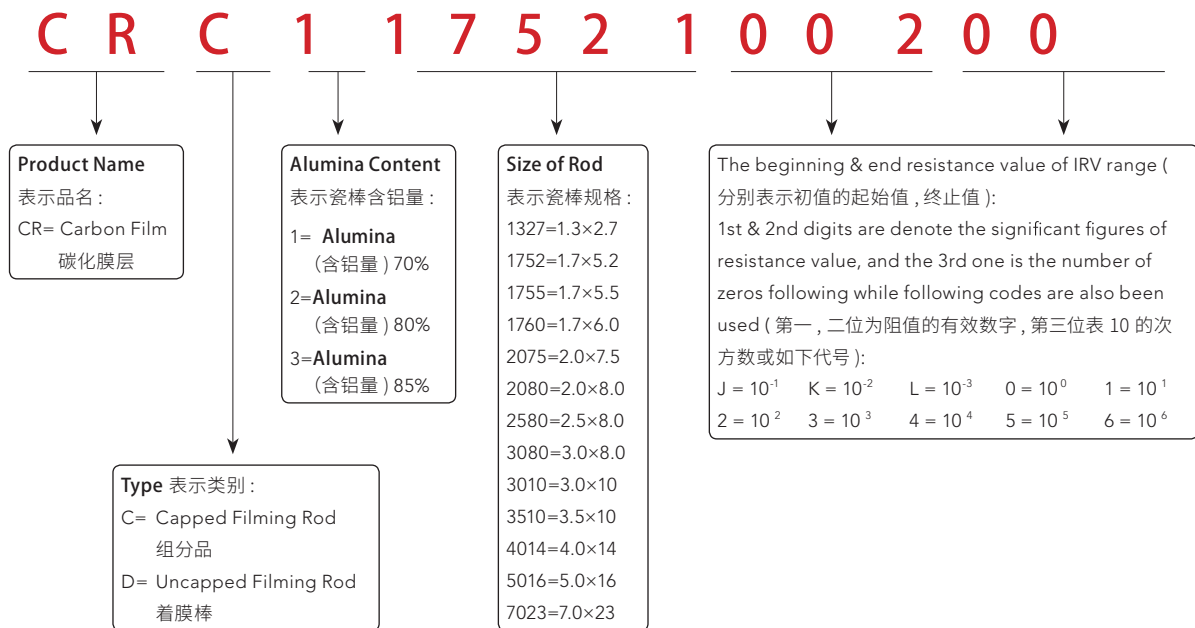 C R C 1 1 7 5 2 1 0 0 2 0 0
Product Name
表示品名 :
CR= Carbon Film
碳化膜层
Alumina Content
表示瓷棒含铝量 :
1= Alumina
(含铝量 ) 70%
2=Alumina
(含铝量 ) 80%
3=Alumina
(含铝量 ) 85%
Size of Rod
表示瓷棒规格 :
1327=1.3×2.7
1752=1.7×5.2
1755=1.7×5.5
1760=1.7×6.0
2075=2.0×7.5
2080=2.0×8.0
2580=2.5×8.0
3080=3.0×8.0
3010=3.0×10
3510=3.5×10
4014=4.0×14
5016=5.0×16
7023=7.0×23
The beginning & end resistance value of IRV range (
分别表示初值的起始值 , 终止值 ):
1st & 2nd digits are denote the significant figures of
resistance value, and the 3rd one is the number of
zeros following while following codes are also been
used ( 第一 , 二位为阻值的有效数字 , 第三位表 10 的次
方数或如下代号 ):
J = 10⁻¹ K = 10⁻² L = 10⁻³ 0 = 10⁰ 1 = 10¹
2 = 10² 3 = 10³ 4 = 10⁴ 5 = 10⁵ 6 = 10⁶
Type 表示类别 :
C= Capped Filming Rod
组分品
D= Uncapped Filming Rod
着膜棒